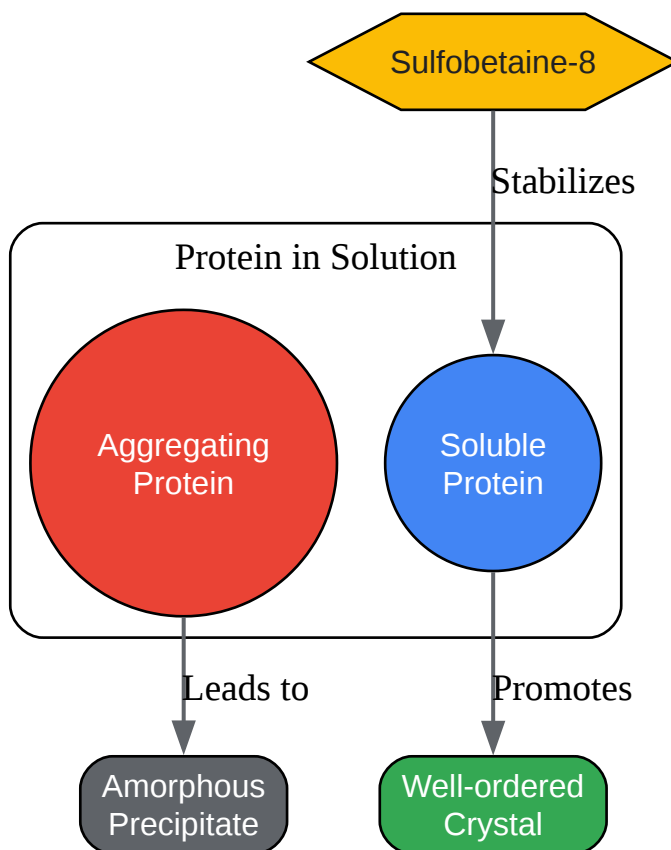 Sulfobetaine-8
Stabilizes
Protein in Solution
Aggregating
Protein
Soluble
Protein
Leads to
Promotes
Amorphous
Precipitate
Well-ordered
Crystal